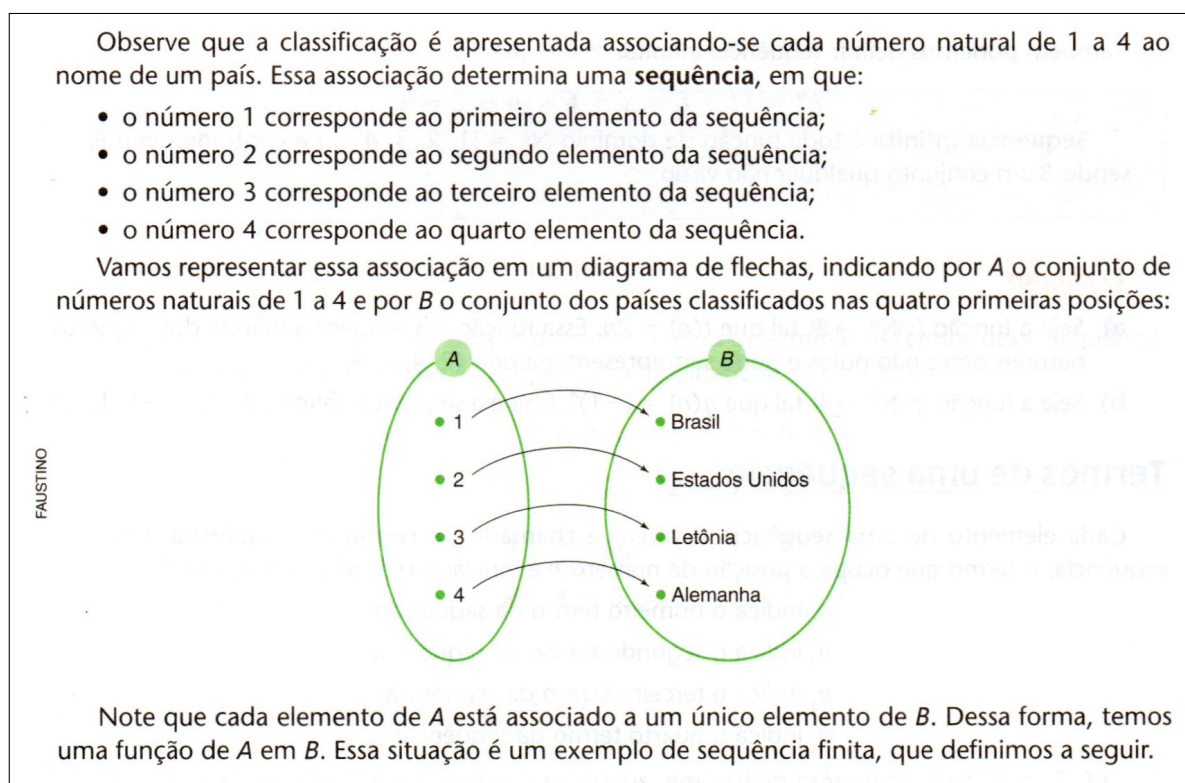 Observe que a classificação é apresentada associando-se cada número natural de 1 a 4 ao
nome de um país. Essa associação determina uma sequência, em que:
• o número 1 corresponde ao primeiro elemento da sequência;
• o número 2 corresponde ao segundo elemento da sequência;
• o número 3 corresponde ao terceiro elemento da sequência;
• o número 4 corresponde ao quarto elemento da sequência.
Vamos representar essa associação em um diagrama de flechas, indicando por A o conjunto de
números naturais de 1 a 4 e por B o conjunto dos países classificados nas quatro primeiras posições:
A
B
1
Brasil
2
Estados Unidos
3
Letônia
4
Alemanha
FAUSTINO
Note que cada elemento de A está associado a um único elemento de B. Dessa forma, temos
uma função de A em B. Essa situação é um exemplo de sequência finita, que definimos a seguir.